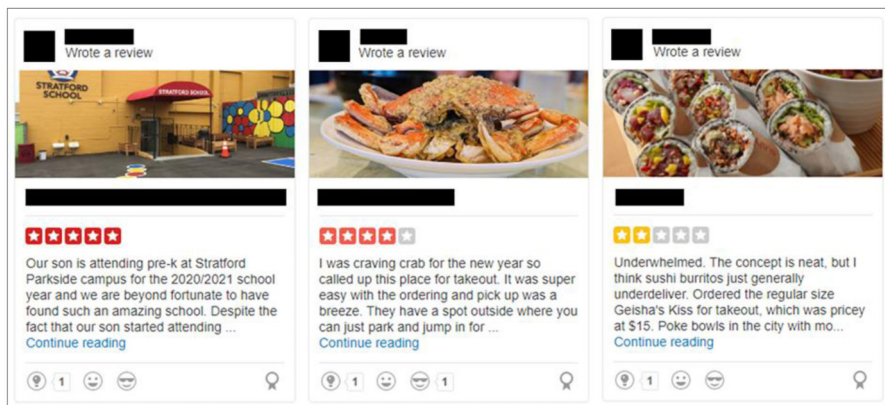 Wrote a review
STRATFORD
SCHOOL
STRATFORD SCHOOL
Our son is attending pre-k at Stratford
Parkside campus for the 2020/2021 school
year and we are beyond fortunate to have
found such an amazing school. Despite the
fact that our son started attending ...
Continue reading
1
Wrote a review
I was craving crab for the new year so
called up this place for takeout. It was super
easy with the ordering and pick up was a
breeze. They have a spot outside where you
can just park and jump in for ...
Continue reading
1
1
Wrote a review
Underwhelmed. The concept is neat, but I
think sushi burritos just generally
underdeliver. Ordered the regular size
Geisha's Kiss for takeout, which was pricey
at $15. Poke bowls in the city with mo...
Continue reading
1